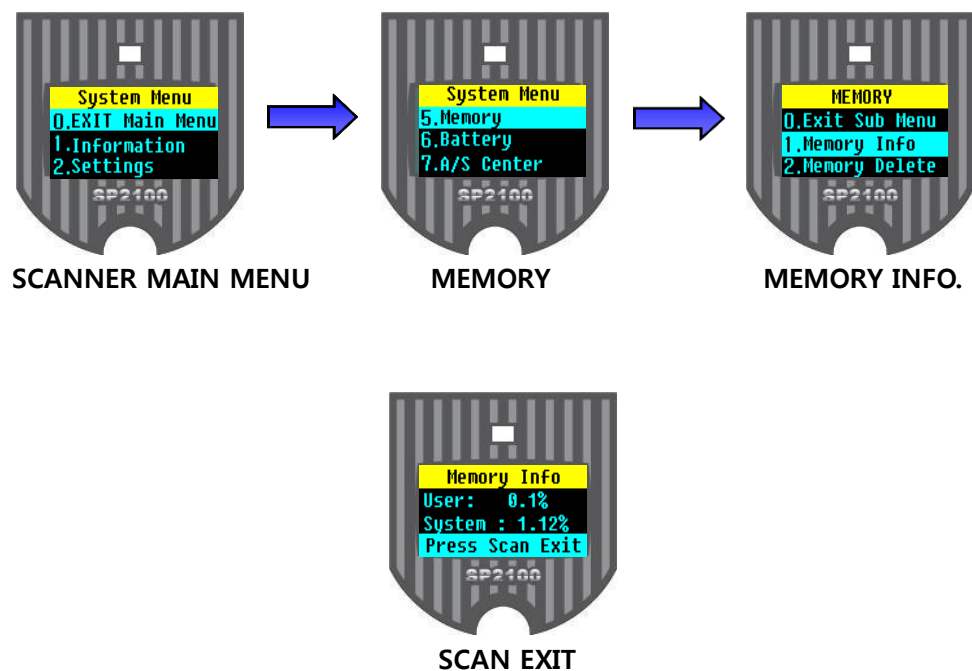 System Menu
0.EXIT Main Menu
1.Information
2.Settings
SP2100
SCANNER MAIN MENU
System Menu
5.Memory
6.Battery
7.A/S Center
SP2100
MEMORY
MEMORY
0.Exit Sub Menu
1.Memory Info
2.Memory Delete
SP2100
MEMORY INFO.
Memory Info
User: 0.1%
System : 1.12%
Press Scan Exit
SP2100
SCAN EXIT